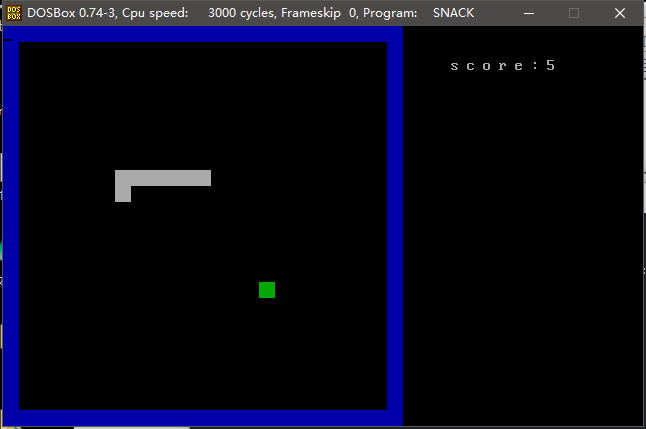 DOSBox 0.74-3, Cpu speed: 3000 cycles, Frameskip 0, Program: SNACK
score:5